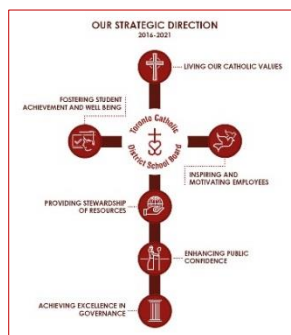 OUR STRATEGIC DIRECTION
2016-2021
LIVING OUR CATHOLIC VALUES
FOSTERING STUDENT
ACHIEVEMENT AND WELL BEING
Toronto Catholic
District School Board
INSPIRING AND
MOTIVATING EMPLOYEES
PROVIDING STEWARDSHIP
OF RESOURCES
ENHANCING PUBLIC
CONFIDENCE
ACHIEVING EXCELLENCE IN
GOVERNANCE